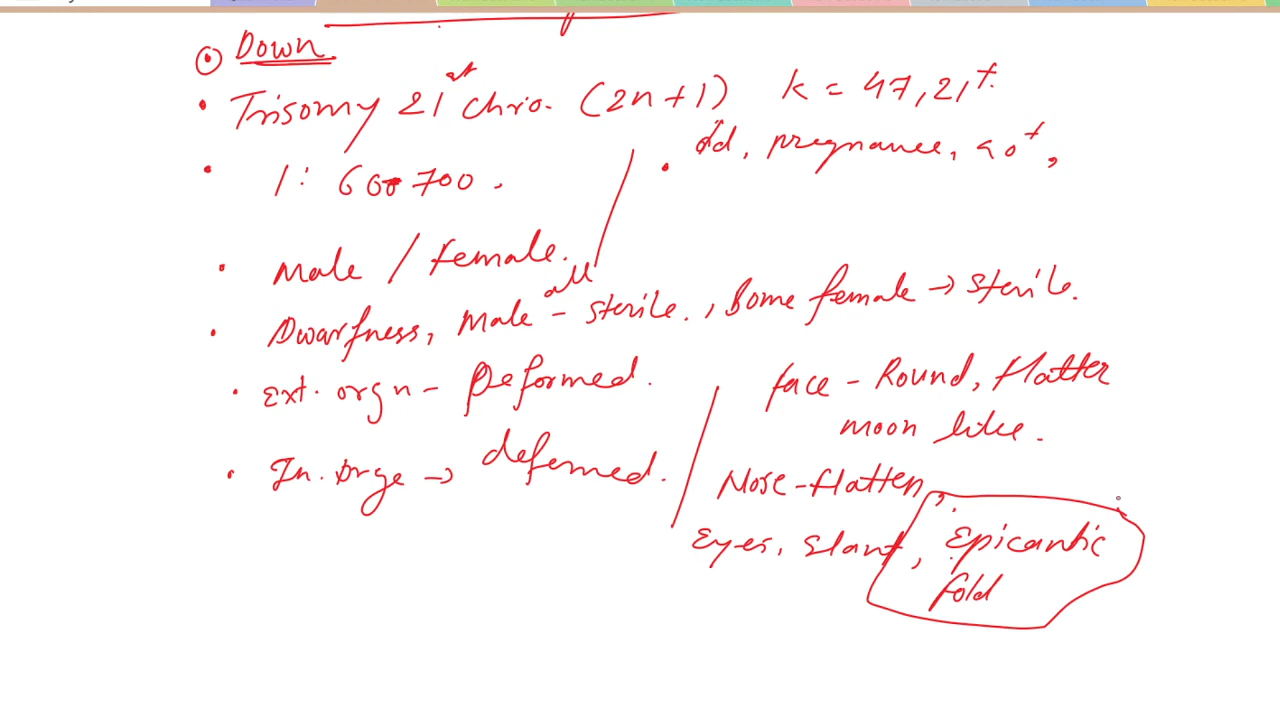 Down
Trisomy 21st chro. (2n+1) k = 47, 21+
old, pregnance, 40+,
1: 600 700.
Male / female.
Dwarfness, Male all - sterile., Some female → sterile.
Ext. orgn - Deformed.
face - Round, flatter
moon like.
In. orge → defemed.
Nose - flatten,
Eyes, slant, Epicantic
fold